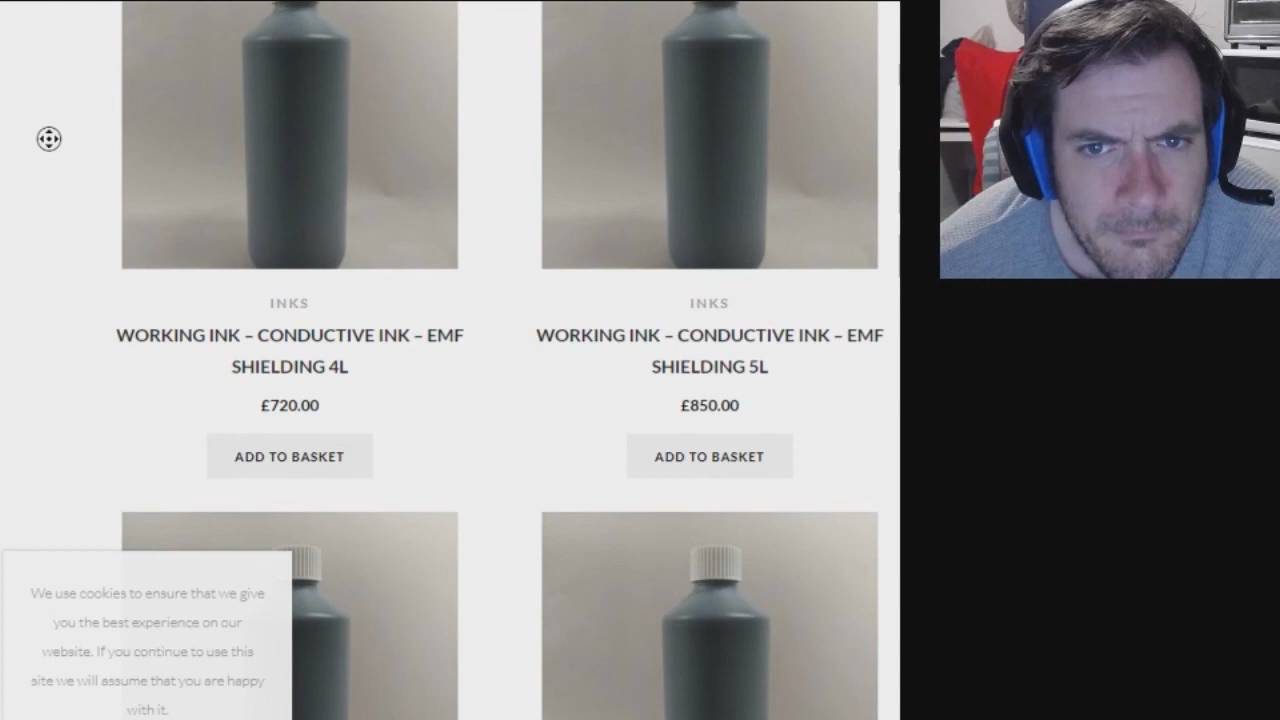 INKS
WORKING INK – CONDUCTIVE INK – EMF
SHIELDING 4L
£720.00
ADD TO BASKET
INKS
WORKING INK – CONDUCTIVE INK – EMF
SHIELDING 5L
£850.00
ADD TO BASKET
We use cookies to ensure that we give
you the best experience on our
website. If you continue to use this
site we will assume that you are happy
with it.